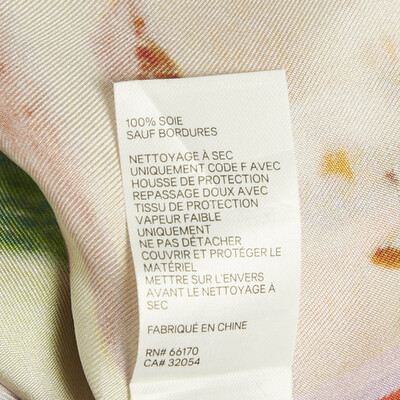 100% SOIE
SAUF BORDURES
NETTOYAGE À SEC
UNIQUEMENT CODE F AVEC
HOUSSE DE PROTECTION
REPASSAGE DOUX AVEC
TISSU DE PROTECTION
VAPEUR FAIBLE
UNIQUEMENT
NE PAS DÉTACHER
COUVRIR ET PROTÉGER LE
MATÉRIEL
METTRE SUR L'ENVERS
AVANT LE NETTOYAGE À
SEC
FABRIQUÉ EN CHINE
RN# 66170
CA# 32054